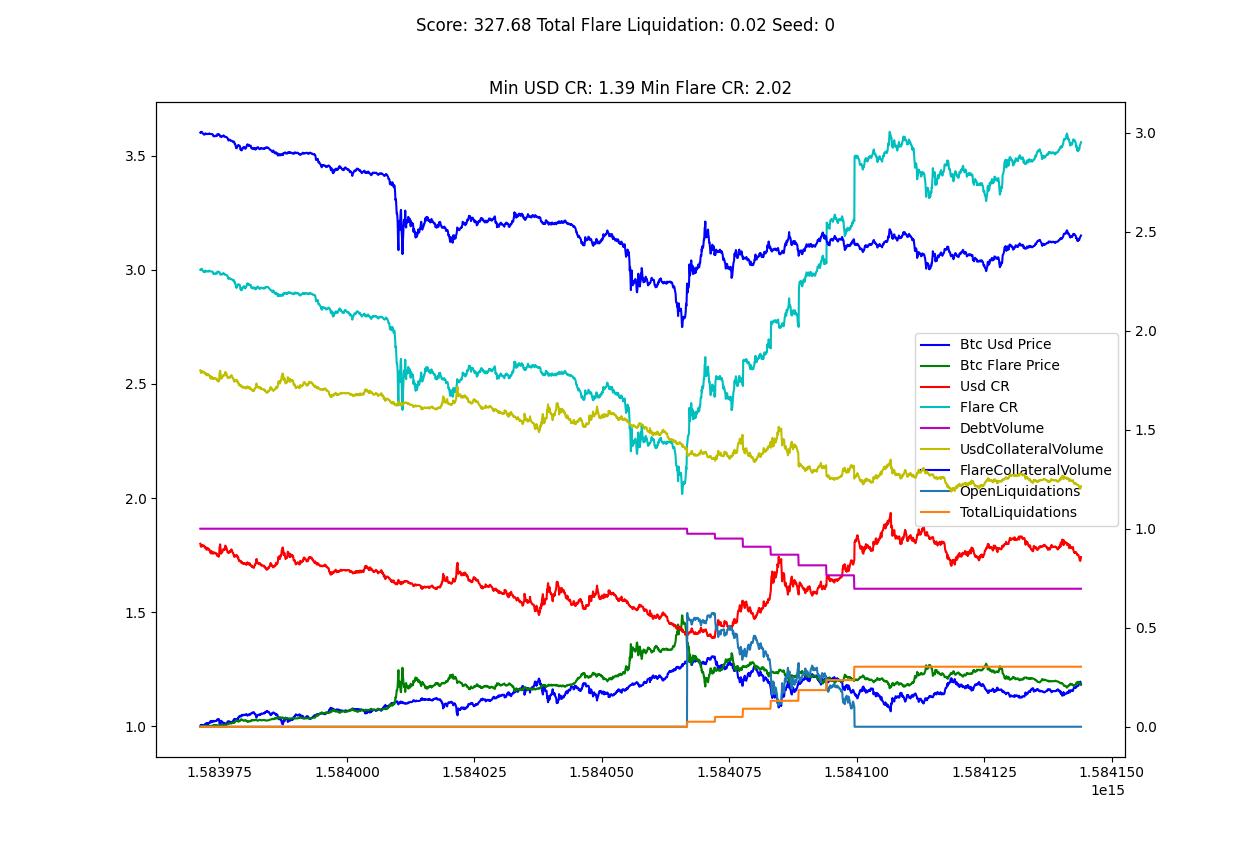 Score: 327.68 Total Flare Liquidation: 0.02 Seed: 0
Min USD CR: 1.39 Min Flare CR: 2.02
3.5
3.0
2.5
2.0
1.5
1.0
3.0
2.5
2.0
1.5
1.0
0.5
0.0
Btc Usd Price
Btc Flare Price
Usd CR
Flare CR
DebtVolume
UsdCollateralVolume
FlareCollateralVolume
OpenLiquidations
TotalLiquidations
1.583975 1.584000 1.584025 1.584050 1.584075 1.584100 1.584125 1.584150
1e15